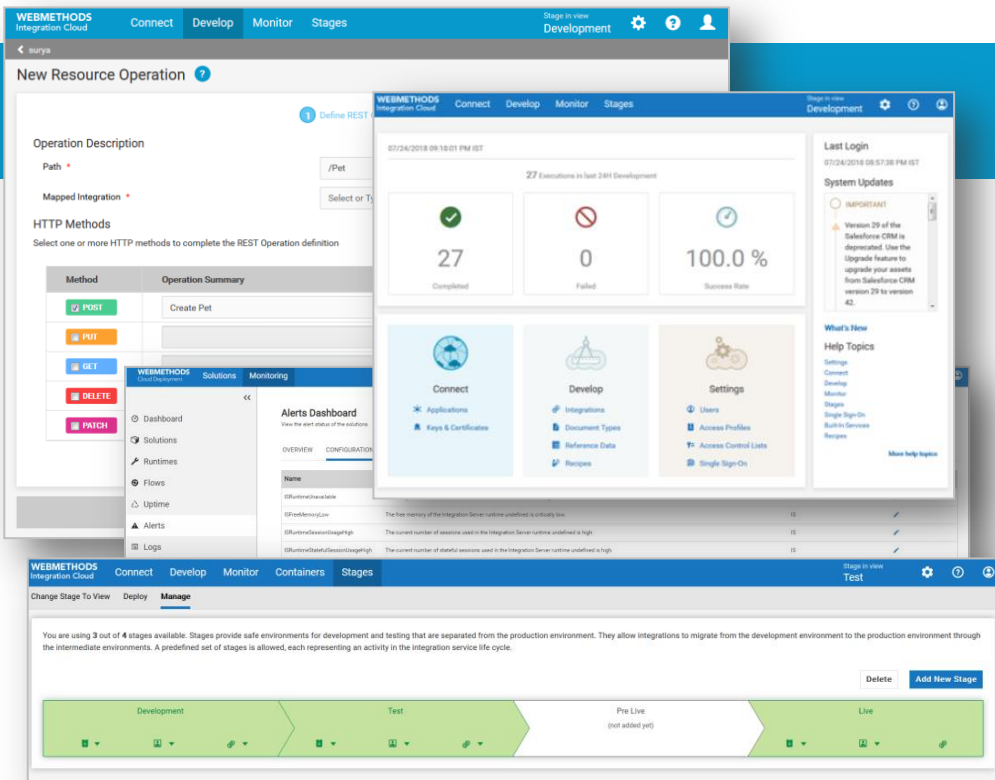 WEBMETHODS
Integration Cloud
Connect Develop Monitor Stages
Stage in view
Development
surya
New Resource Operation ?
1 Define REST
Operation Description
Path *
/Pet
Mapped Integration *
Select or Ty
HTTP Methods
Select one or more HTTP methods to complete the REST Operation definition
Method Operation Summary
POST Create Pet
PUT
GET
DELETE
PATCH
WEBMETHODS
Integration Cloud
Connect Develop Monitor Stages
Stage in view
Development
07/24/2018 09:18:01 PM IST
27 Executions in last 24H Development
27
Completed
0
Failed
100.0 %
Success Rate
Connect
Applications
Keys & Certificates
Develop
Integrations
Document Types
Reference Data
Recipes
Settings
Users
Access Profiles
Access Control Lists
Single Sign-On
Last Login
07/24/2018 08:57:38 PM IST
System Updates
IMPORTANT
Version 29 of the
Salesforce CRM is
deprecated. Use the
Upgrade feature to
upgrade your assets
from Salesforce CRM
version 29 to version
42.
What's New
Help Topics
Settings
Connect
Develop
Monitor
Stages
Single Sign-On
Built-In Services
Recipes
More help topics
WEBMETHODS
Cloud Deployment
Solutions Monitoring
Dashboard
Solutions
Runtimes
Flows
Uptime
Alerts
Logs
Alerts Dashboard
View the alert status of the solutions
OVERVIEW CONFIGURATION
Name
ISRuntimeUnavailable
ISFreeMemoryLow The free memory of the Integration Server runtime undefined is critically low. IS
ISRuntimeSessionUsageHigh The current number of sessions used in the Integration Server runtime undefined is high. IS
ISRuntimeStatefulSessionUsageHigh The current number of stateful sessions used in the Integration Server runtime undefined is high. IS
WEBMETHODS
Integration Cloud
Connect Develop Monitor Containers Stages
Stage in view
Test
Change Stage To View Deploy Manage
You are using 3 out of 4 stages available. Stages provide safe environments for development and testing that are separated from the production environment. They allow integrations to migrate from the development environment to the production environment through
the intermediate environments. A predefined set of stages is allowed, each representing an activity in the integration service life cycle.
Delete Add New Stage
Development
Test
Pre Live
(not added yet)
Live